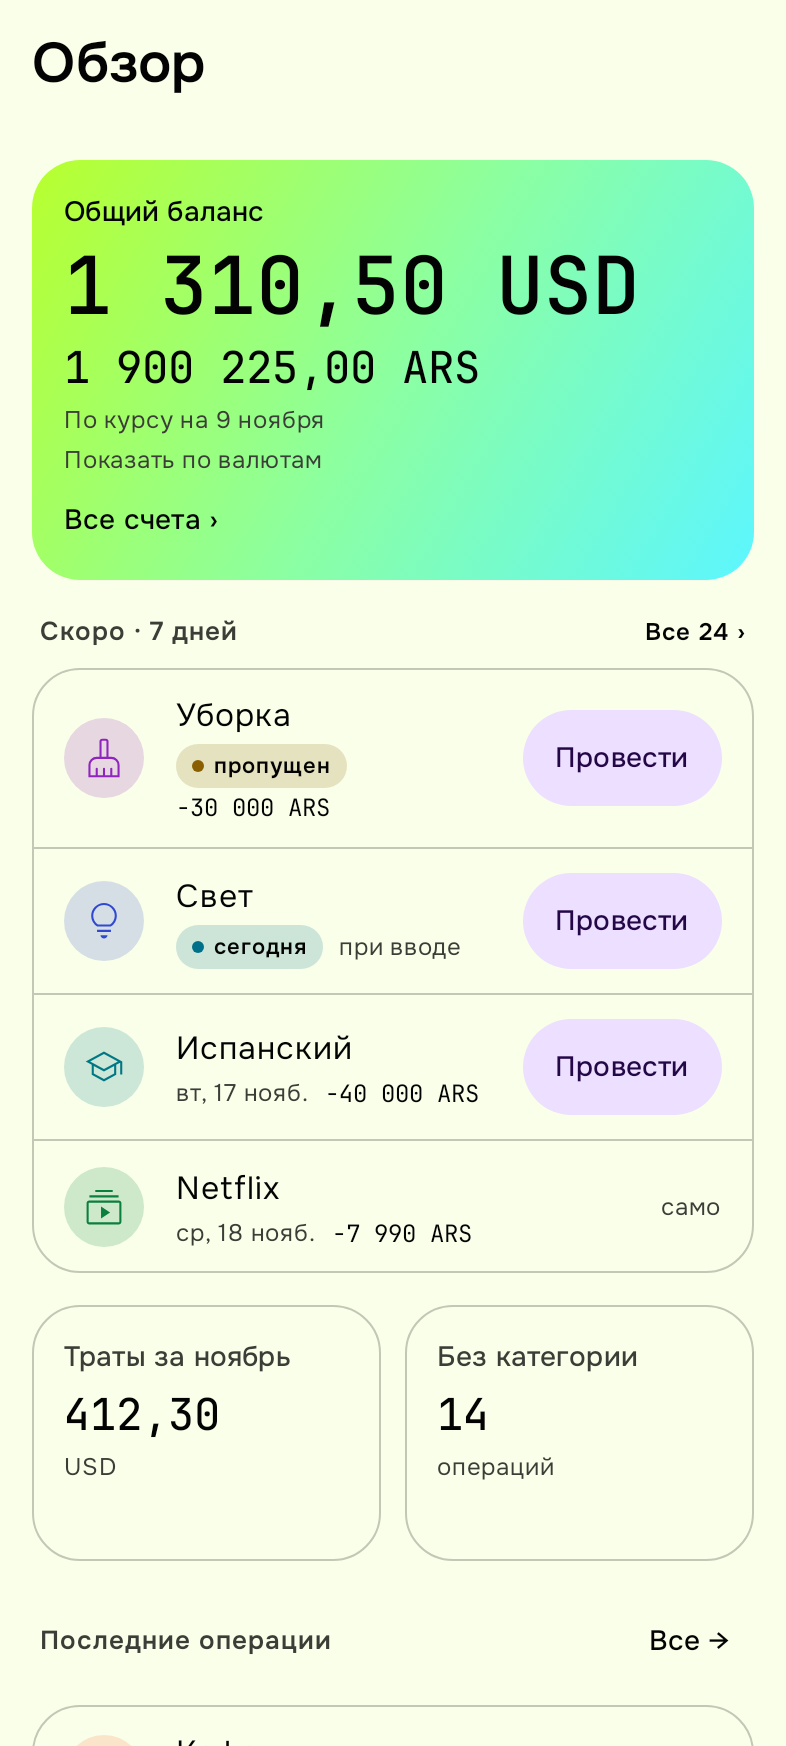 Обзор
Общий баланс
1 310,50 USD
1 900 225,00 ARS
По курсу на 9 ноября
Показать по валютам
Все счета ›
Скоро · 7 дней
Все 24 ›
Уборка
пропущен
-30 000 ARS
Провести
Свет
сегодня при вводе
Провести
Испанский
вт, 17 нояб. -40 000 ARS
Провести
Netflix
ср, 18 нояб. -7 990 ARS
само
Траты за ноябрь
412,30
USD
Без категории
14
операций
Последние операции
Все →